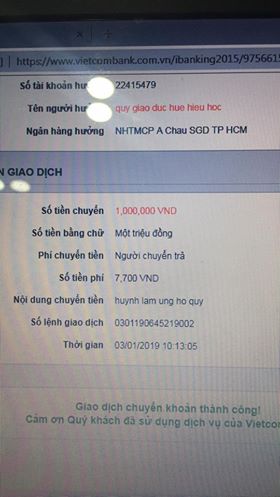 https://www.vietcombank.com.vn/ibanking2015/9756615
Số tài khoản hư 22415479
Tên người hư quy giao duc hue hieu hoc
Ngân hàng hưởng NHTMCP A Chau SGD TP HCM
N GIAO DỊCH
Số tiền chuyển 1,000,000 VND
Số tiền bằng chữ Một triệu đồng
Phí chuyển tiền Người chuyển trả
Số tiền phí 7,700 VND
Nội dung chuyển tiền huynh lam ung ho quy
Số lệnh giao dịch 0301190645219002
Thời gian 03/01/2019 10:13:05
Giao dịch chuyển khoản thành công!
Cảm ơn Quý khách đã sử dụng dịch vụ của Vietcom